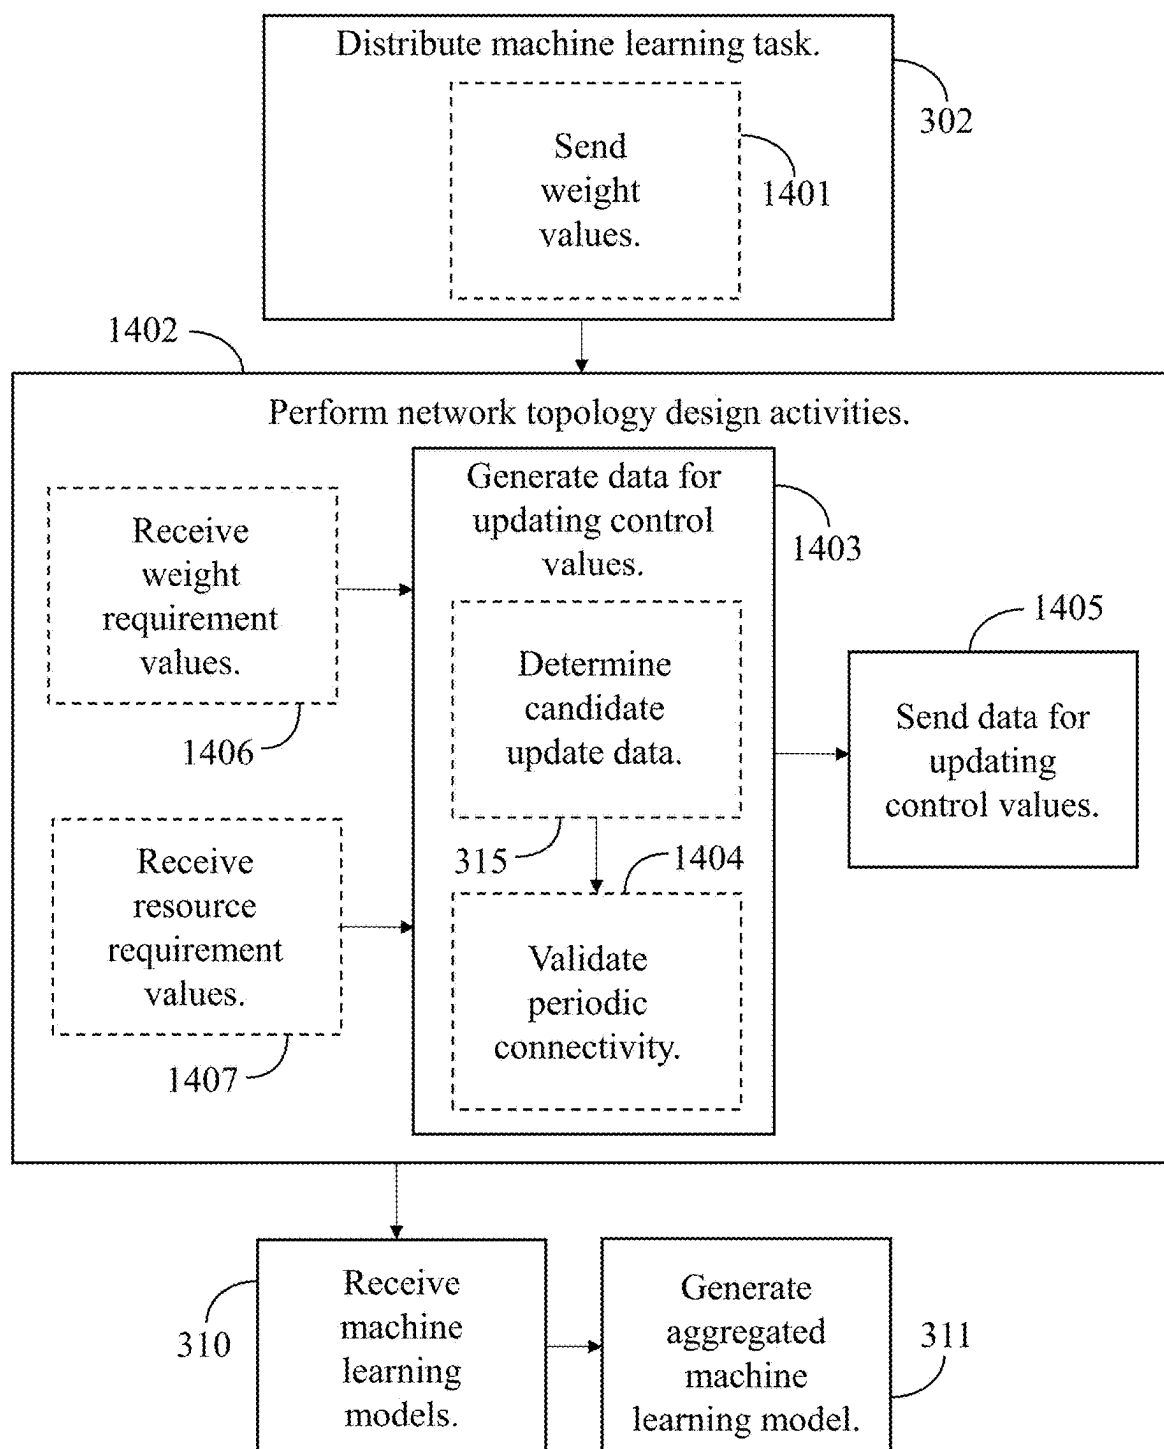 Distribute machine learning task.
302
Send
weight
values.
1401
1402
Perform network topology design activities.
Receive
weight
requirement
values.
1406
Generate data for
updating control
values.
1403
Determine
candidate
update data.
315
1404
Validate
periodic
connectivity.
1405
Send data for
updating
control values.
Receive
resource
requirement
values.
1407
310
Receive
machine
learning
models.
Generate
aggregated
machine
learning model.
311